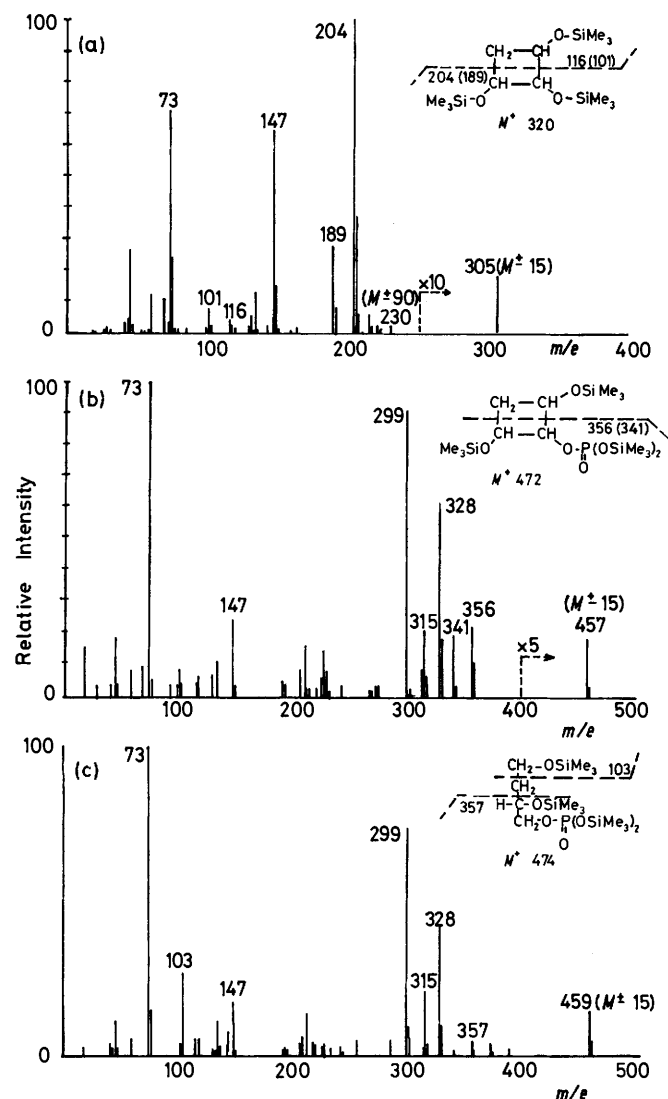 100
(a)
204
O-SiMe₃
CH₂-CH
116(101)
204 (189)
CH-CH
Me₃Si-O
O-SiMe₃
M⁺ 320
73
147
189
×10
305(M⁺-15)
101
116
(M⁺-90)
230
0
100
200
300
400
m/e
100
(b)
73
299
OSiMe₃
CH₂-CH
356 (341)
CH-CH
Me₃SiO
O-P(OSiMe₃)₂
O
M⁺ 472
328
Relative Intensity
147
315
341
356
(M⁺-15)
×5
457
0
100
200
300
400
500
m/e
100
(c)
73
CH₂-OSiMe₃
103
CH₂
357
H-C-OSiMe₃
CH₂O-P(OSiMe₃)₂
O
M⁺ 474
299
328
103
147
315
357
459 (M⁺-15)
0
100
200
300
400
500
m/e